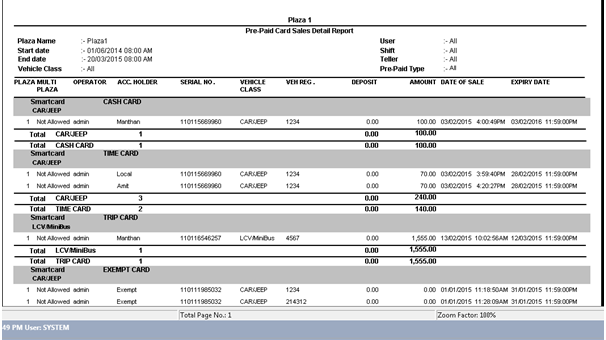 Plaza 1
Pre-Paid Card Sales Detail Report
Plaza Name :- Plaza1 User :- All
Start date :- 01/06/2014 08:00 AM Shift :- All
End date :- 20/03/2015 08:00 AM Teller :- All
Vehicle Class :- All Pre-Paid Type :- All
PLAZA MULTI OPERATOR ACC. HOLDER SERIAL NO. VEHICLE VEH REG. DEPOSIT AMOUNT DATE OF SALE EXPIRY DATE
PLAZA CLASS
Smartcard CASH CARD
CAR/JEEP
1 Not Allowed admin Manthan 110115669960 CAR/JEEP 1234 0.00 100.00 03/02/2015 4:00:49PM 03/02/2016 11:59:00PM
Total CAR/JEEP 1 0.00 100.00
Total CASH CARD 1 0.00 100.00
Smartcard TIME CARD
CAR/JEEP
1 Not Allowed admin Local 110115669960 CAR/JEEP 1234 0.00 70.00 03/02/2015 3:59:40PM 28/02/2015 11:59:00PM
1 Not Allowed admin Amit 110115669960 CAR/JEEP 1234 0.00 70.00 03/02/2015 4:20:27PM 28/02/2015 11:59:00PM
Total CAR/JEEP 3 0.00 240.00
Total TIME CARD 2 0.00 140.00
Smartcard TRIP CARD
LCV/MiniBus
1 Not Allowed admin Manthan 110116546257 LCV/MiniBus 4567 0.00 1,555.00 13/02/2015 10:02:56AM 12/03/2015 11:59:00PM
Total LCV/MiniBus 1 0.00 1,555.00
Total TRIP CARD 1 0.00 1,555.00
Smartcard EXEMPT CARD
CAR/JEEP
1 Not Allowed admin Exempt 110111985032 CAR/JEEP 1234 0.00 0.00 01/01/2015 11:18:50AM 31/01/2015 11:59:00PM
1 Not Allowed admin Exempt 110111985032 CAR/JEEP 214312 0.00 0.00 01/01/2015 11:28:09AM 31/01/2015 11:59:00PM
Total Page No.: 1 Zoom Factor: 100%
49 PM User: SYSTEM